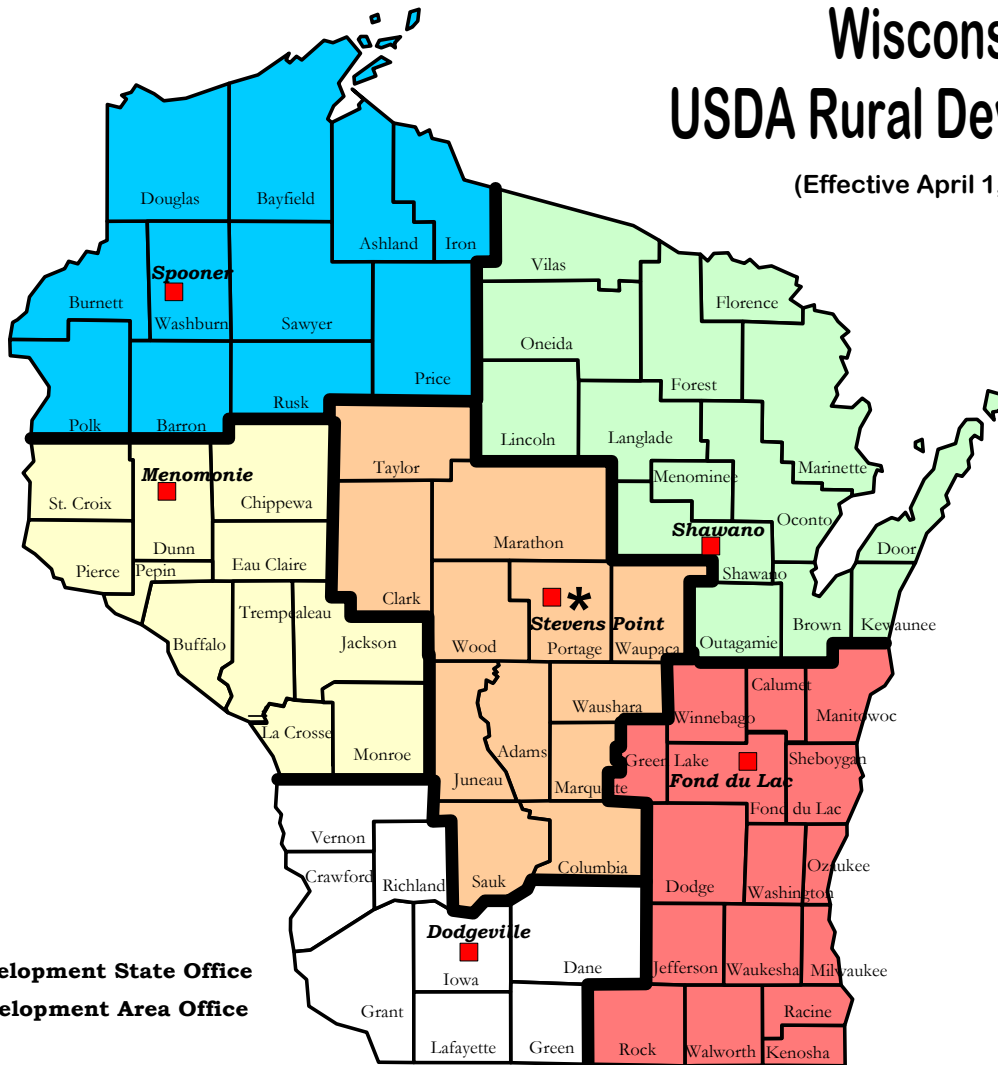 Wiscons
USDA Rural Dev
(Effective April 1,
Douglas
Bayfield
Ashland
Iron
Vilas
Spooner
Florence
Burnett
Washburn
Sawyer
Oneida
Price
Forest
Rusk
Polk
Barron
Lincoln
Langlade
Taylor
Marinette
Menomonie
Menominee
St. Croix
Chippewa
Oconto
Shawano
Marathon
Dunn
Door
Pierce
Pepin
Eau Claire
Shawano
Clark
*
Stevens Point
Trempealeau
Brown
Kewaunee
Buffalo
Jackson
Wood
Portage
Waupaca
Outagamie
Calumet
Waushara
Winnebago
Manitowoc
La Crosse
Monroe
Adams
Green Lake
Sheboygan
Fond du Lac
Juneau
Marquette
Fond du Lac
Vernon
Ozaukee
Crawford
Richland
Sauk
Columbia
Dodge
Washington
Dodgeville
elopment State Office
Iowa
Dane
Jefferson
Waukesha
Milwaukee
elopment Area Office
Grant
Racine
Lafayette
Green
Rock
Walworth
Kenosha